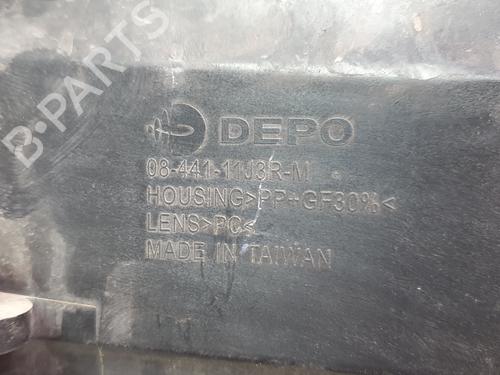 DEPO
08-441-11J3R-M
HOUSING>PP-GF30%<
LENS>PC<
MADE IN TAIWAN
B-PARTS